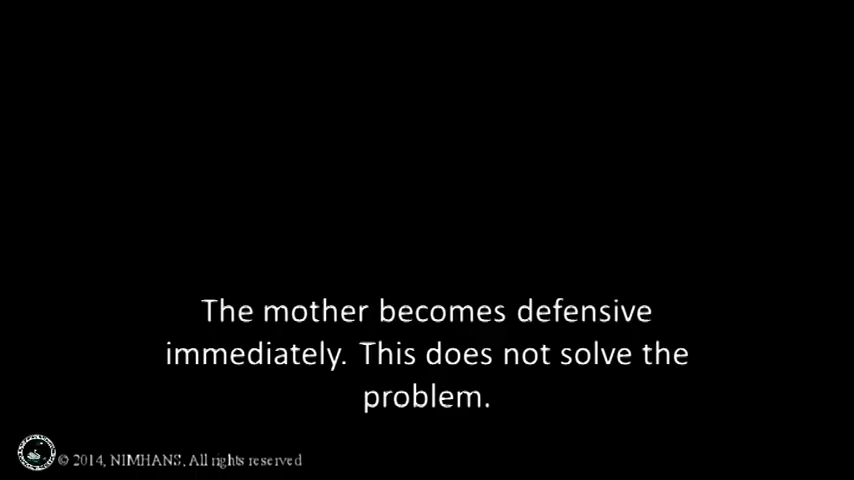 The mother becomes defensive
immediately. This does not solve the
problem.
© 2014, NIMHANS, All rights reserved